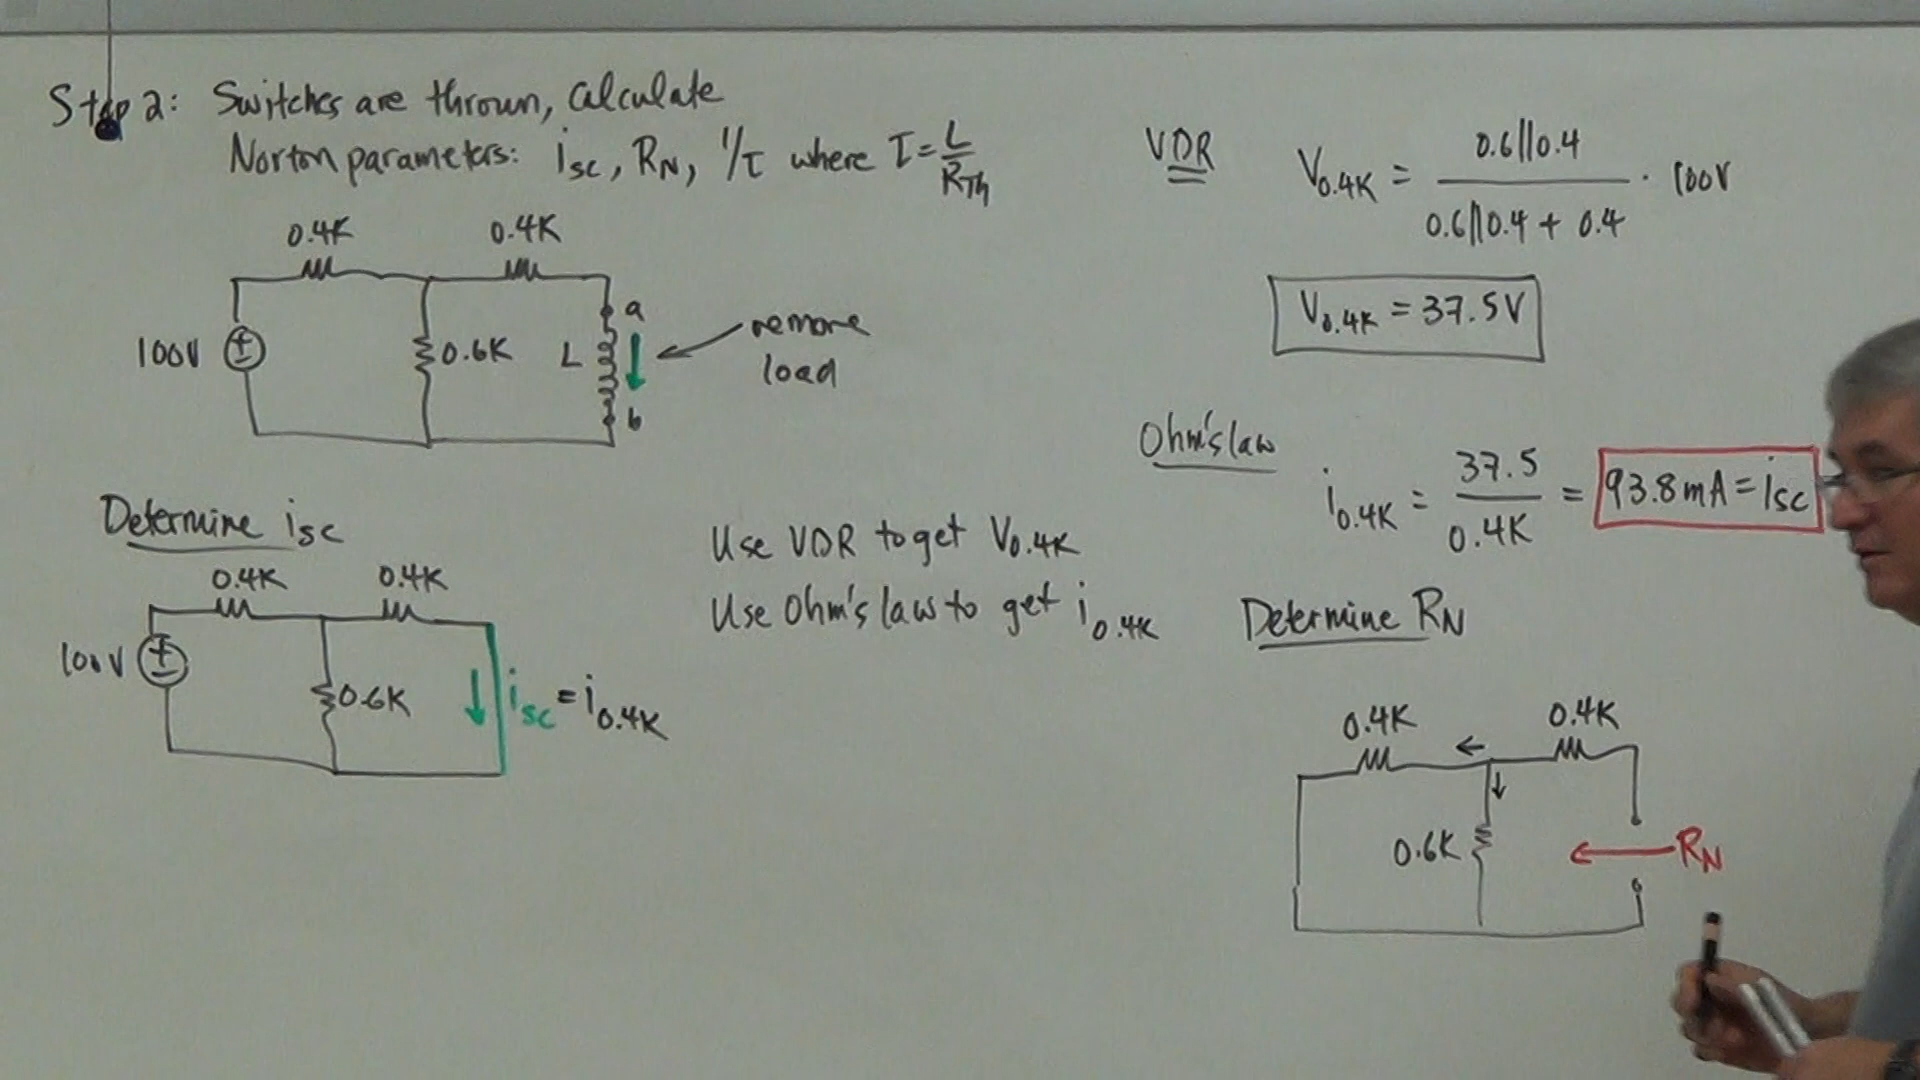 Step 2: Switches are thrown, Calculate
Norton parameters: isc, RN, 1/τ where τ = L/RTh
0.4K 0.4K
100V
0.6K
L
a
b
remove
load
Determine isc
0.4K 0.4K
100V
0.6K
isc = i0.4K
Use VDR to get V0.4K
Use Ohm's law to get i0.4K
VDR
V0.4K = 0.6||0.4 / 0.6||0.4 + 0.4 · 100V
V0.4K = 37.5V
Ohm's law
i0.4K = 37.5 / 0.4K = 93.8mA = isc
Determine RN
0.4K 0.4K
0.6K
RN